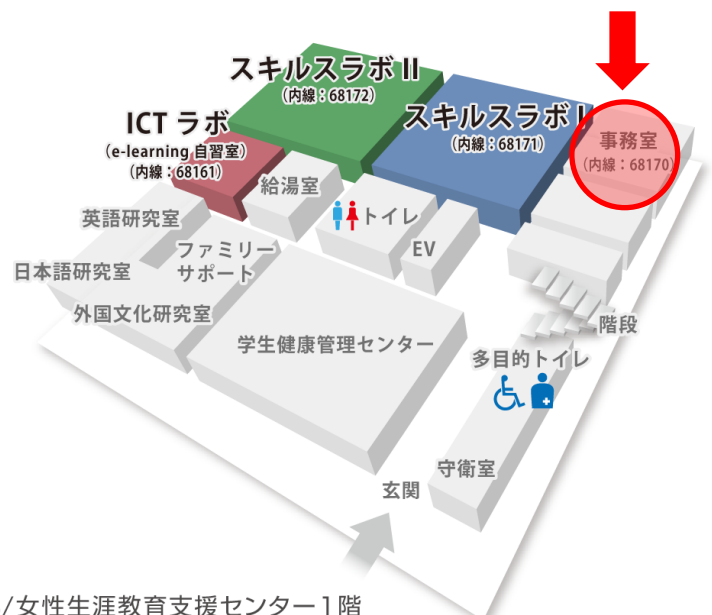 スキルスラボ II
(内線：68172)
スキルスラボ I
(内線：68171)
ICT ラボ
(e-learning 自習室)
(内線：68161)
事務室
(内線：68170)
給湯室
トイレ
EV
英語研究室
ファミリー
サポート
日本語研究室
外国文化研究室
学生健康管理センター
階段
多目的トイレ
守衛室
玄関
/女性生涯教育支援センター1階